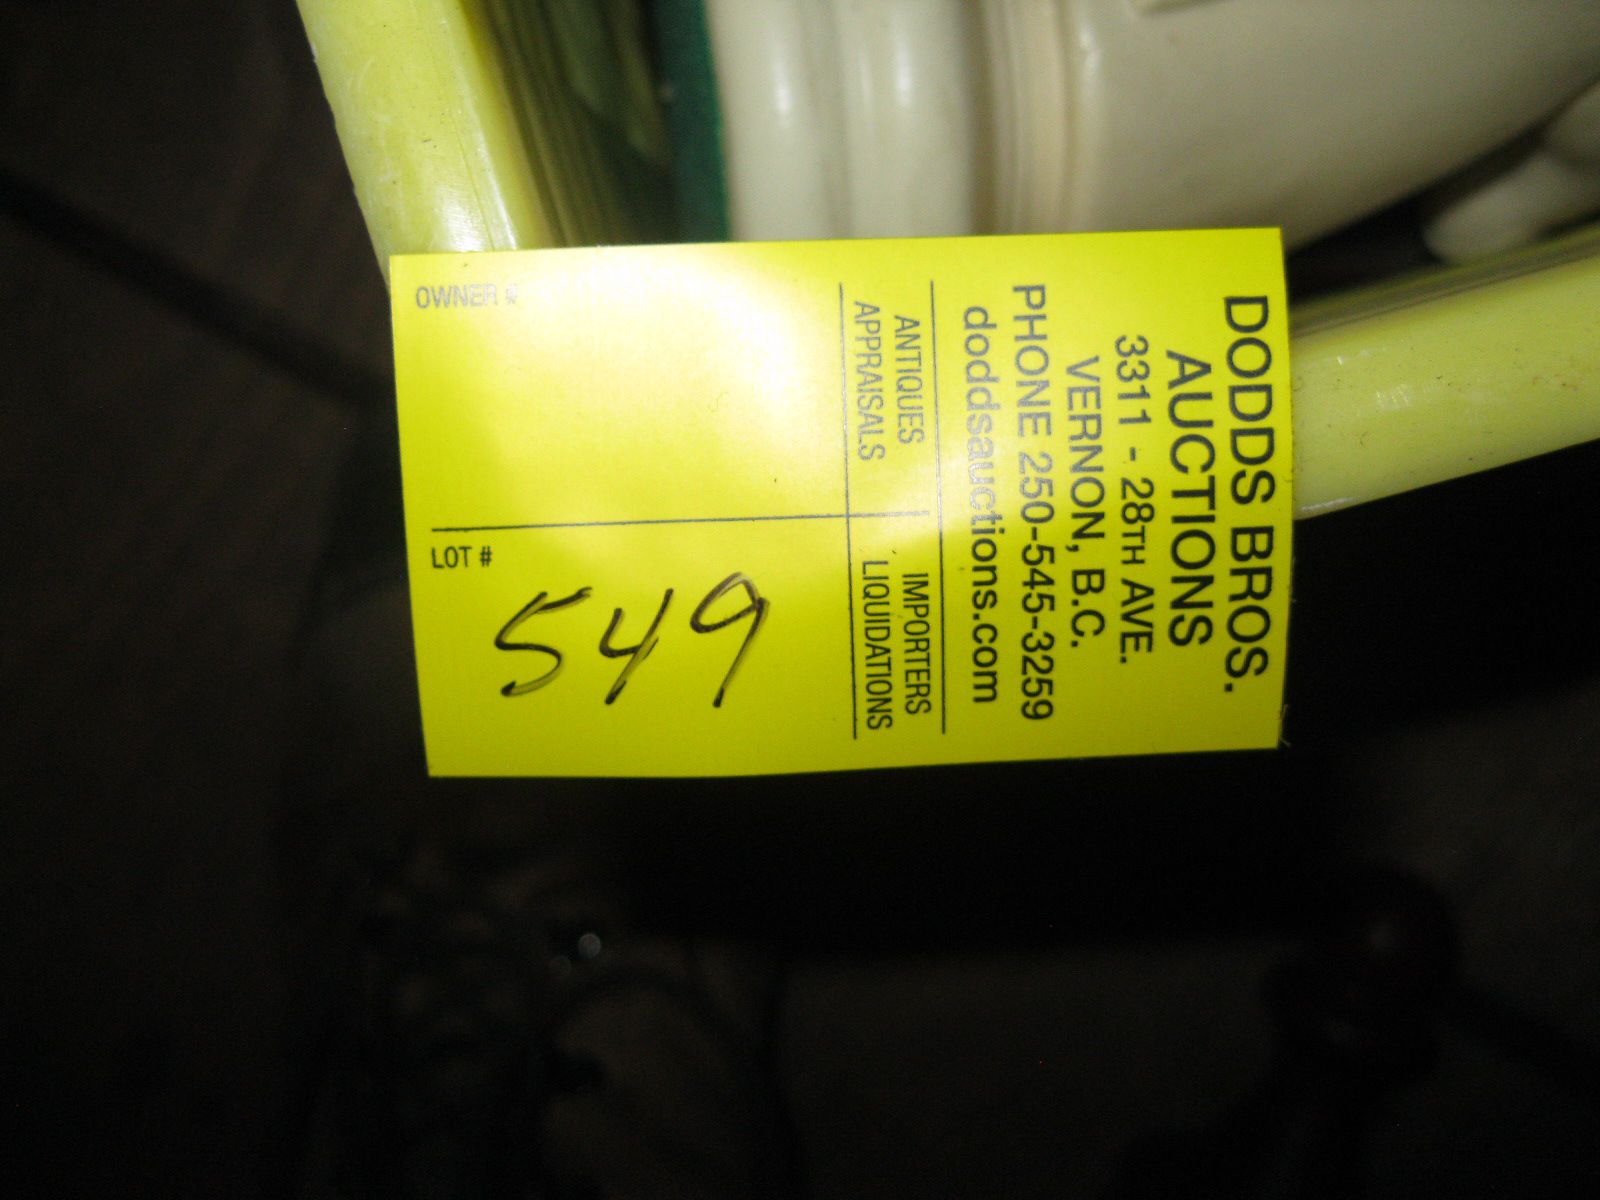 DODDS BROS.
AUCTIONS
3311 - 28TH AVE.
VERNON, B.C.
PHONE 250-545-3259
doddsauctions.com
ANTIQUES IMPORTERS
APPRAISALS LIQUIDATIONS
OWNER #
LOT #
549